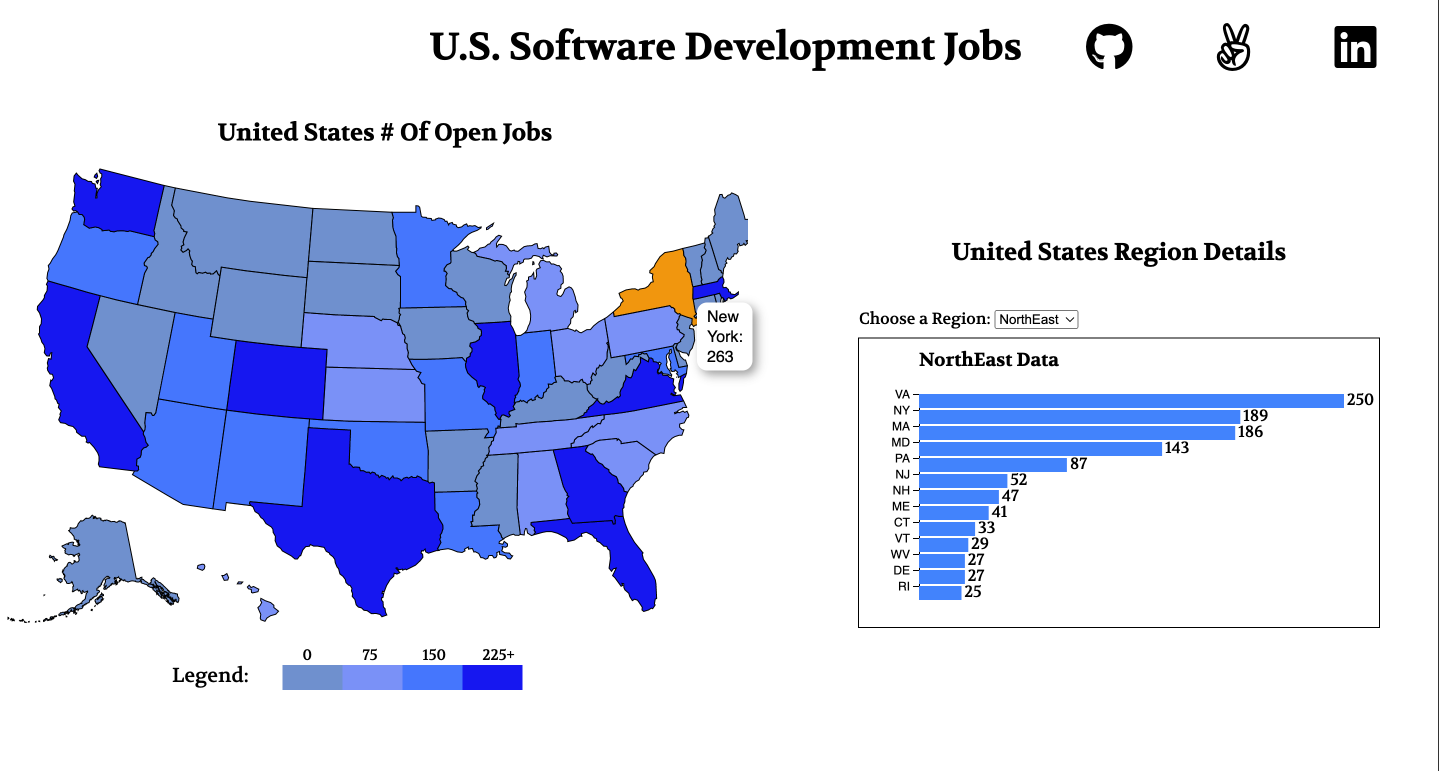 U.S. Software Development Jobs
in
United States # Of Open Jobs
New
York:
263
Legend:
0 75 150 225+
United States Region Details
Choose a Region: NorthEast
NorthEast Data
VA 250
NY 189
MA 186
MD 143
PA 87
NJ 52
NH 47
ME 41
CT 33
VT 29
WV 27
DE 27
RI 25